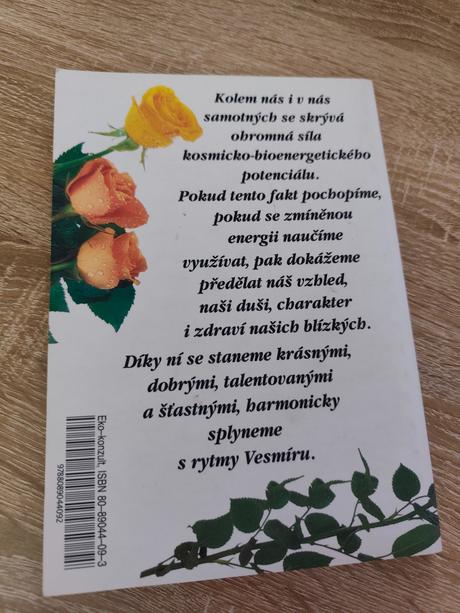 Kolem nás i v nás
samotných se skrývá
ohromná síla
kosmicko-bioenergetického
potenciálu.
Pokud tento fakt pochopíme,
pokud se zmíněnou
energii naučíme
využívat, pak dokážeme
předělat náš vzhled,
naši duši, charakter
i zdraví našich blízkých.
Díky ní se staneme krásnými,
dobrými, talentovanými
a šťastnými, harmonicky
splyneme
s rytmy Vesmíru.
Eko-konzult, ISBN 80-89044-09-3
9788089044092